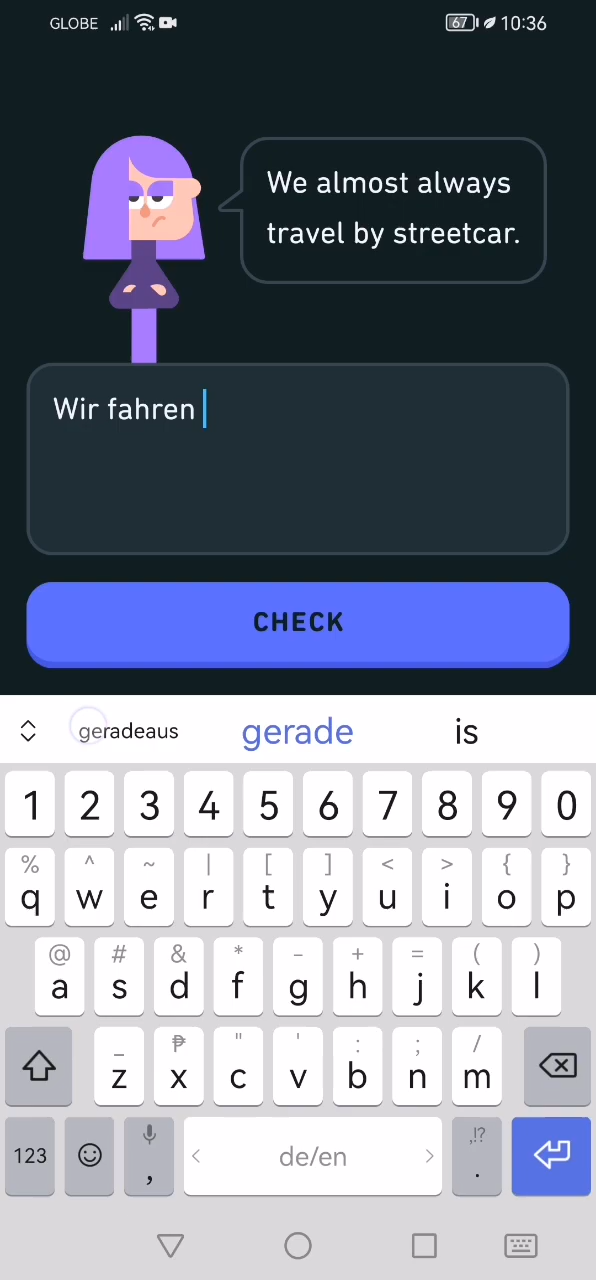 GLOBE 67 10:36
We almost always
travel by streetcar.
Wir fahren
CHECK
geradeaus gerade is
1 2 3 4 5 6 7 8 9 0
% ^ ~ | [ ] < > { }
q w e r t y u i o p
@ # & * - + = ( )
a s d f g h j k l
_ ₱ " ' : ; /
z x c v b n m
,!?
123 , de/en .